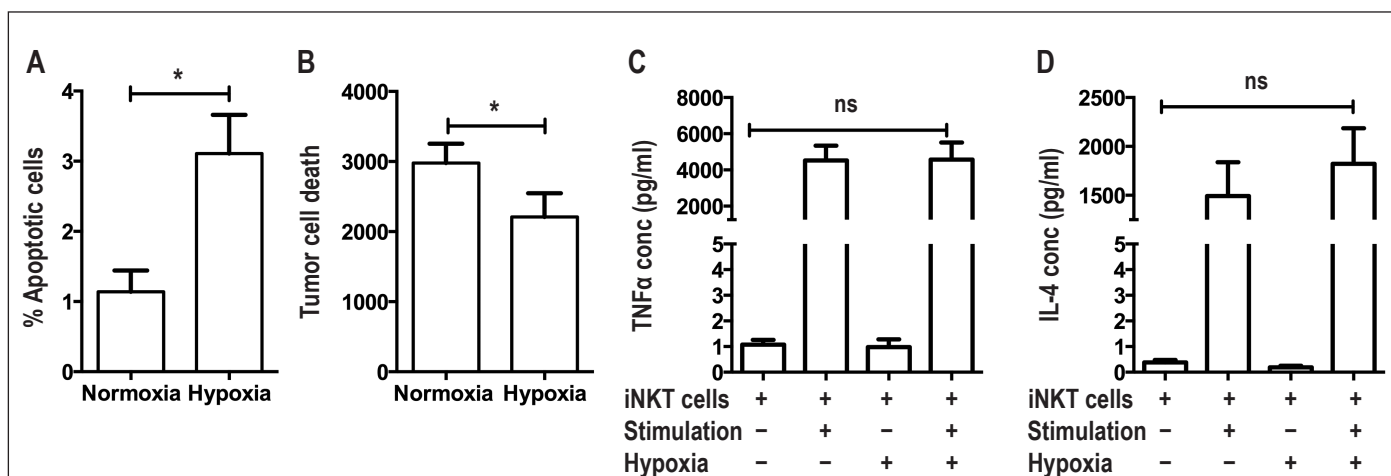 A
% Apoptotic cells
4
3
2
1
0
*
Normoxia Hypoxia
B
Tumor cell death
4000
3000
2000
1000
0
*
Normoxia Hypoxia
C
TNFα conc (pg/ml)
8000
6000
4000
2000
5
4
3
2
1
0
ns
iNKT cells + + + +
Stimulation − + − +
Hypoxia − − + +
D
IL-4 conc (pg/ml)
2500
2000
1500
5
4
3
2
1
0
ns
iNKT cells + + + +
Stimulation − + − +
Hypoxia − − + +